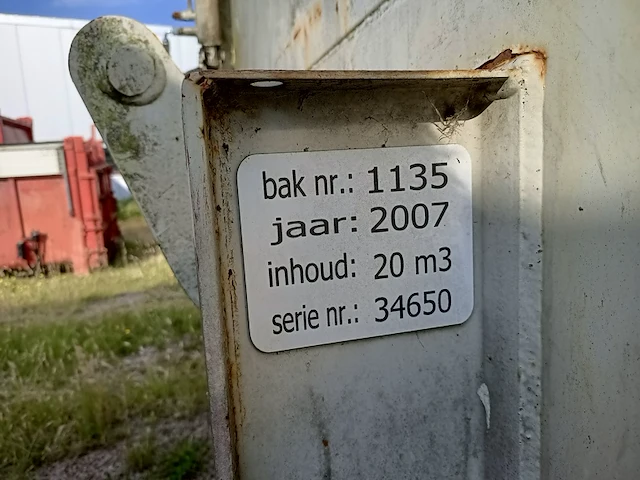 bak nr.: 1135
jaar: 2007
inhoud: 20 m3
serie nr.: 34650